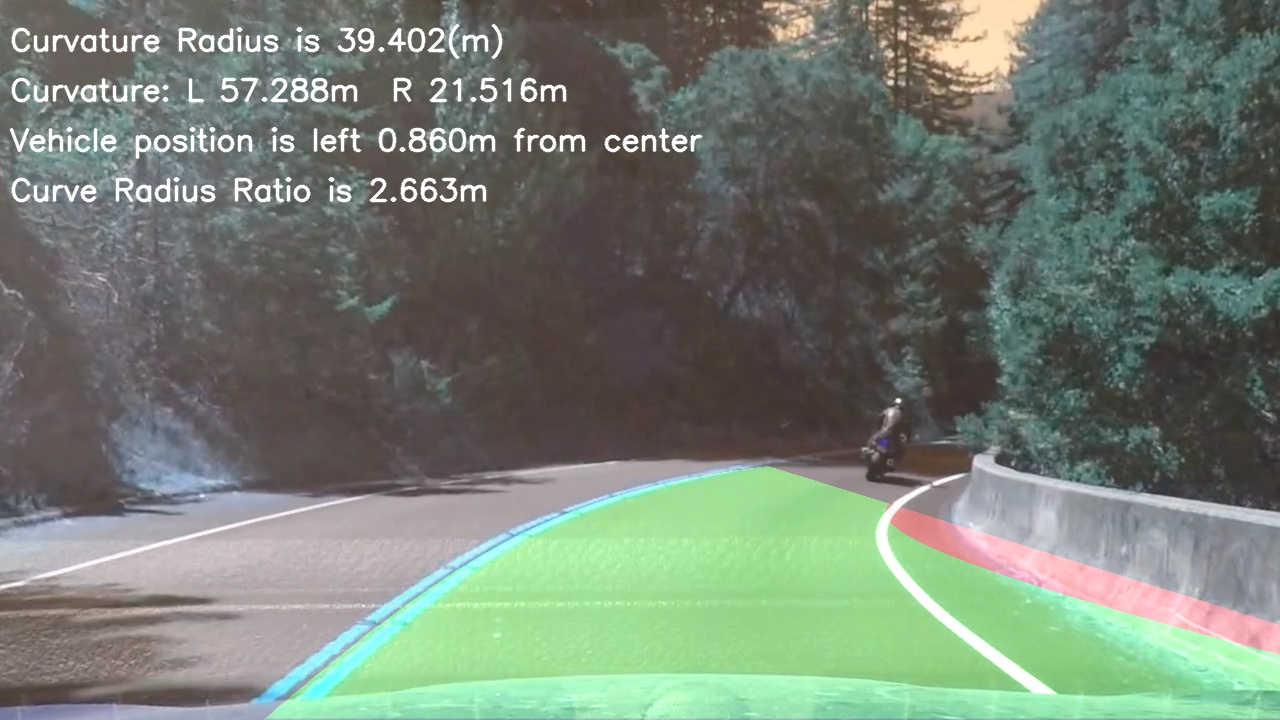 Curvature Radius is 39.402(m)
Curvature: L 57.288m R 21.516m
Vehicle position is left 0.860m from center
Curve Radius Ratio is 2.663m